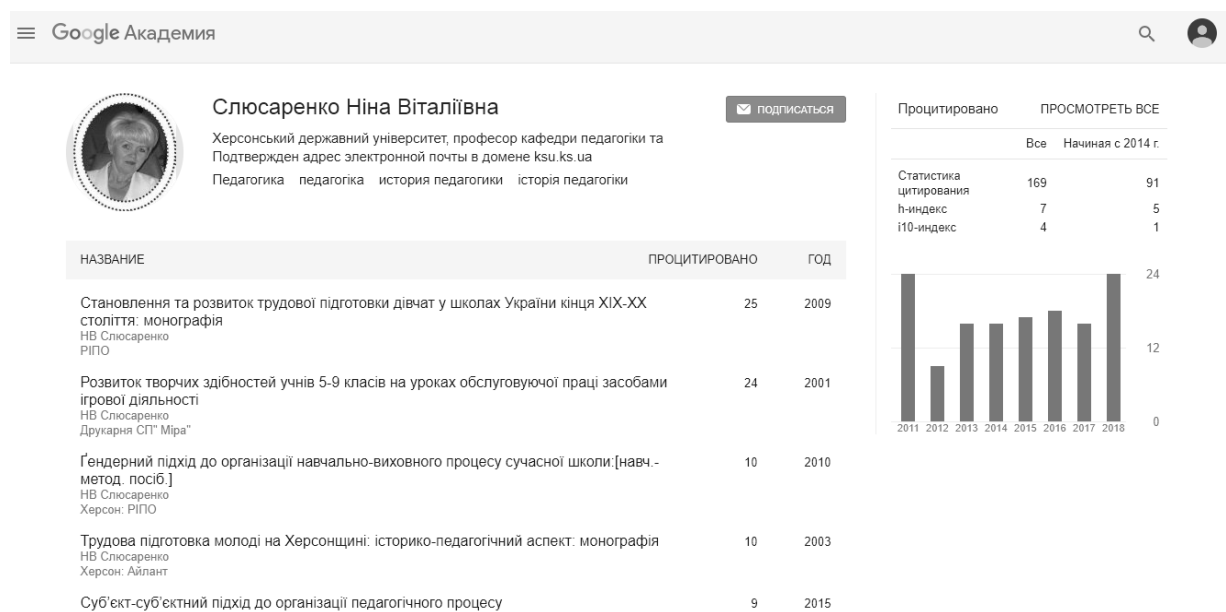 Google Академия
Слюсаренко Ніна Віталіївна
ПОДПИСАТЬСЯ
Херсонський державний університет, професор кафедри педагогіки та
Подтвержден адрес электронной почты в домене ksu.ks.ua
Педагогика педагогіка история педагогики історія педагогіки
НАЗВАНИЕ ПРОЦИТИРОВАНО ГОД
Становлення та розвиток трудової підготовки дівчат у школах України кінця ХІХ-ХХ 25 2009
століття: монографія
НВ Слюсаренко
РІПО
Розвиток творчих здібностей учнів 5-9 класів на уроках обслуговуючої праці засобами 24 2001
ігрової діяльності
НВ Слюсаренко
Друкарня СП" Міра"
Ґендерний підхід до організації навчально-виховного процесу сучасної школи:[навч.- 10 2010
метод. посіб.]
НВ Слюсаренко
Херсон: РІПО
Трудова підготовка молоді на Херсонщині: історико-педагогічний аспект: монографія 10 2003
НВ Слюсаренко
Херсон: Айлант
Суб'єкт-суб'єктний підхід до організації педагогічного процесу 9 2015
Процитировано ПРОСМОТРЕТЬ ВСЕ
Все Начиная с 2014 г.
Статистика
цитирования 169 91
h-индекс 7 5
i10-индекс 4 1
24
12
0
2011 2012 2013 2014 2015 2016 2017 2018